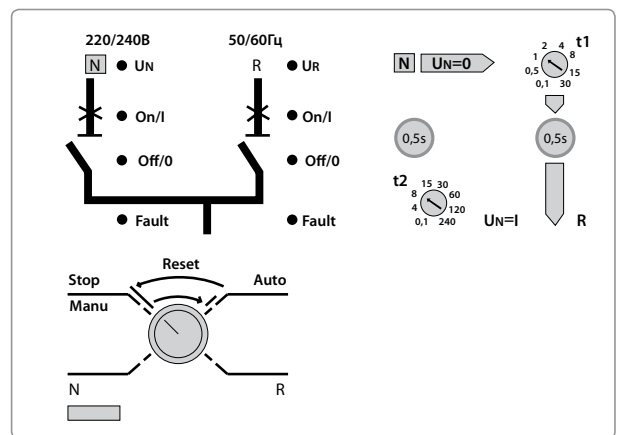 220/240В 50/60Гц
N UN R UR
On/I On/I
Off/0 Off/0
Fault Fault
N UN=0
t1
0,1 0,5 1 2 4 8 15 30
0,5s 0,5s
t2
0,1 4 8 15 30 60 120 240
UN=I R
Reset
Stop Auto
Manu
N R